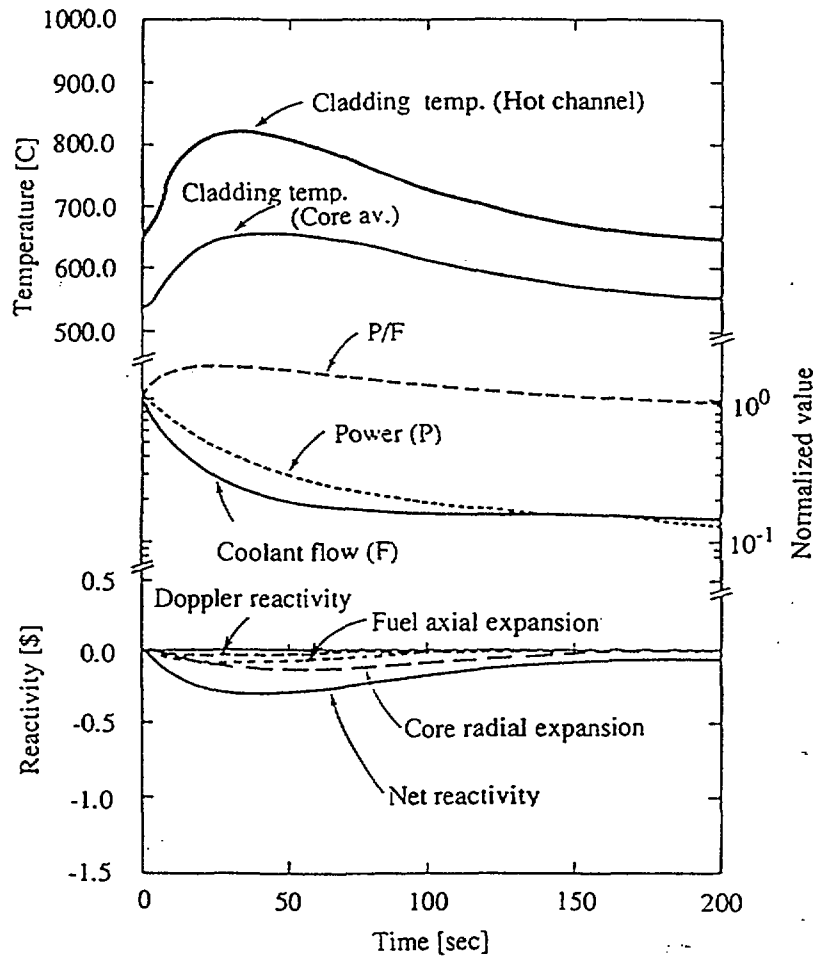 1000.0
900.0
800.0
700.0
600.0
500.0
Temperature [C]
Cladding temp. (Hot channel)
Cladding temp.
(Core av.)
P/F
Power (P)
Coolant flow (F)
10⁰
10⁻¹
Normalized value
0.5
0.0
-0.5
-1.0
-1.5
Reactivity [$]
Doppler reactivity
Fuel axial expansion
Core radial expansion
Net reactivity
0 50 100 150 200
Time [sec]